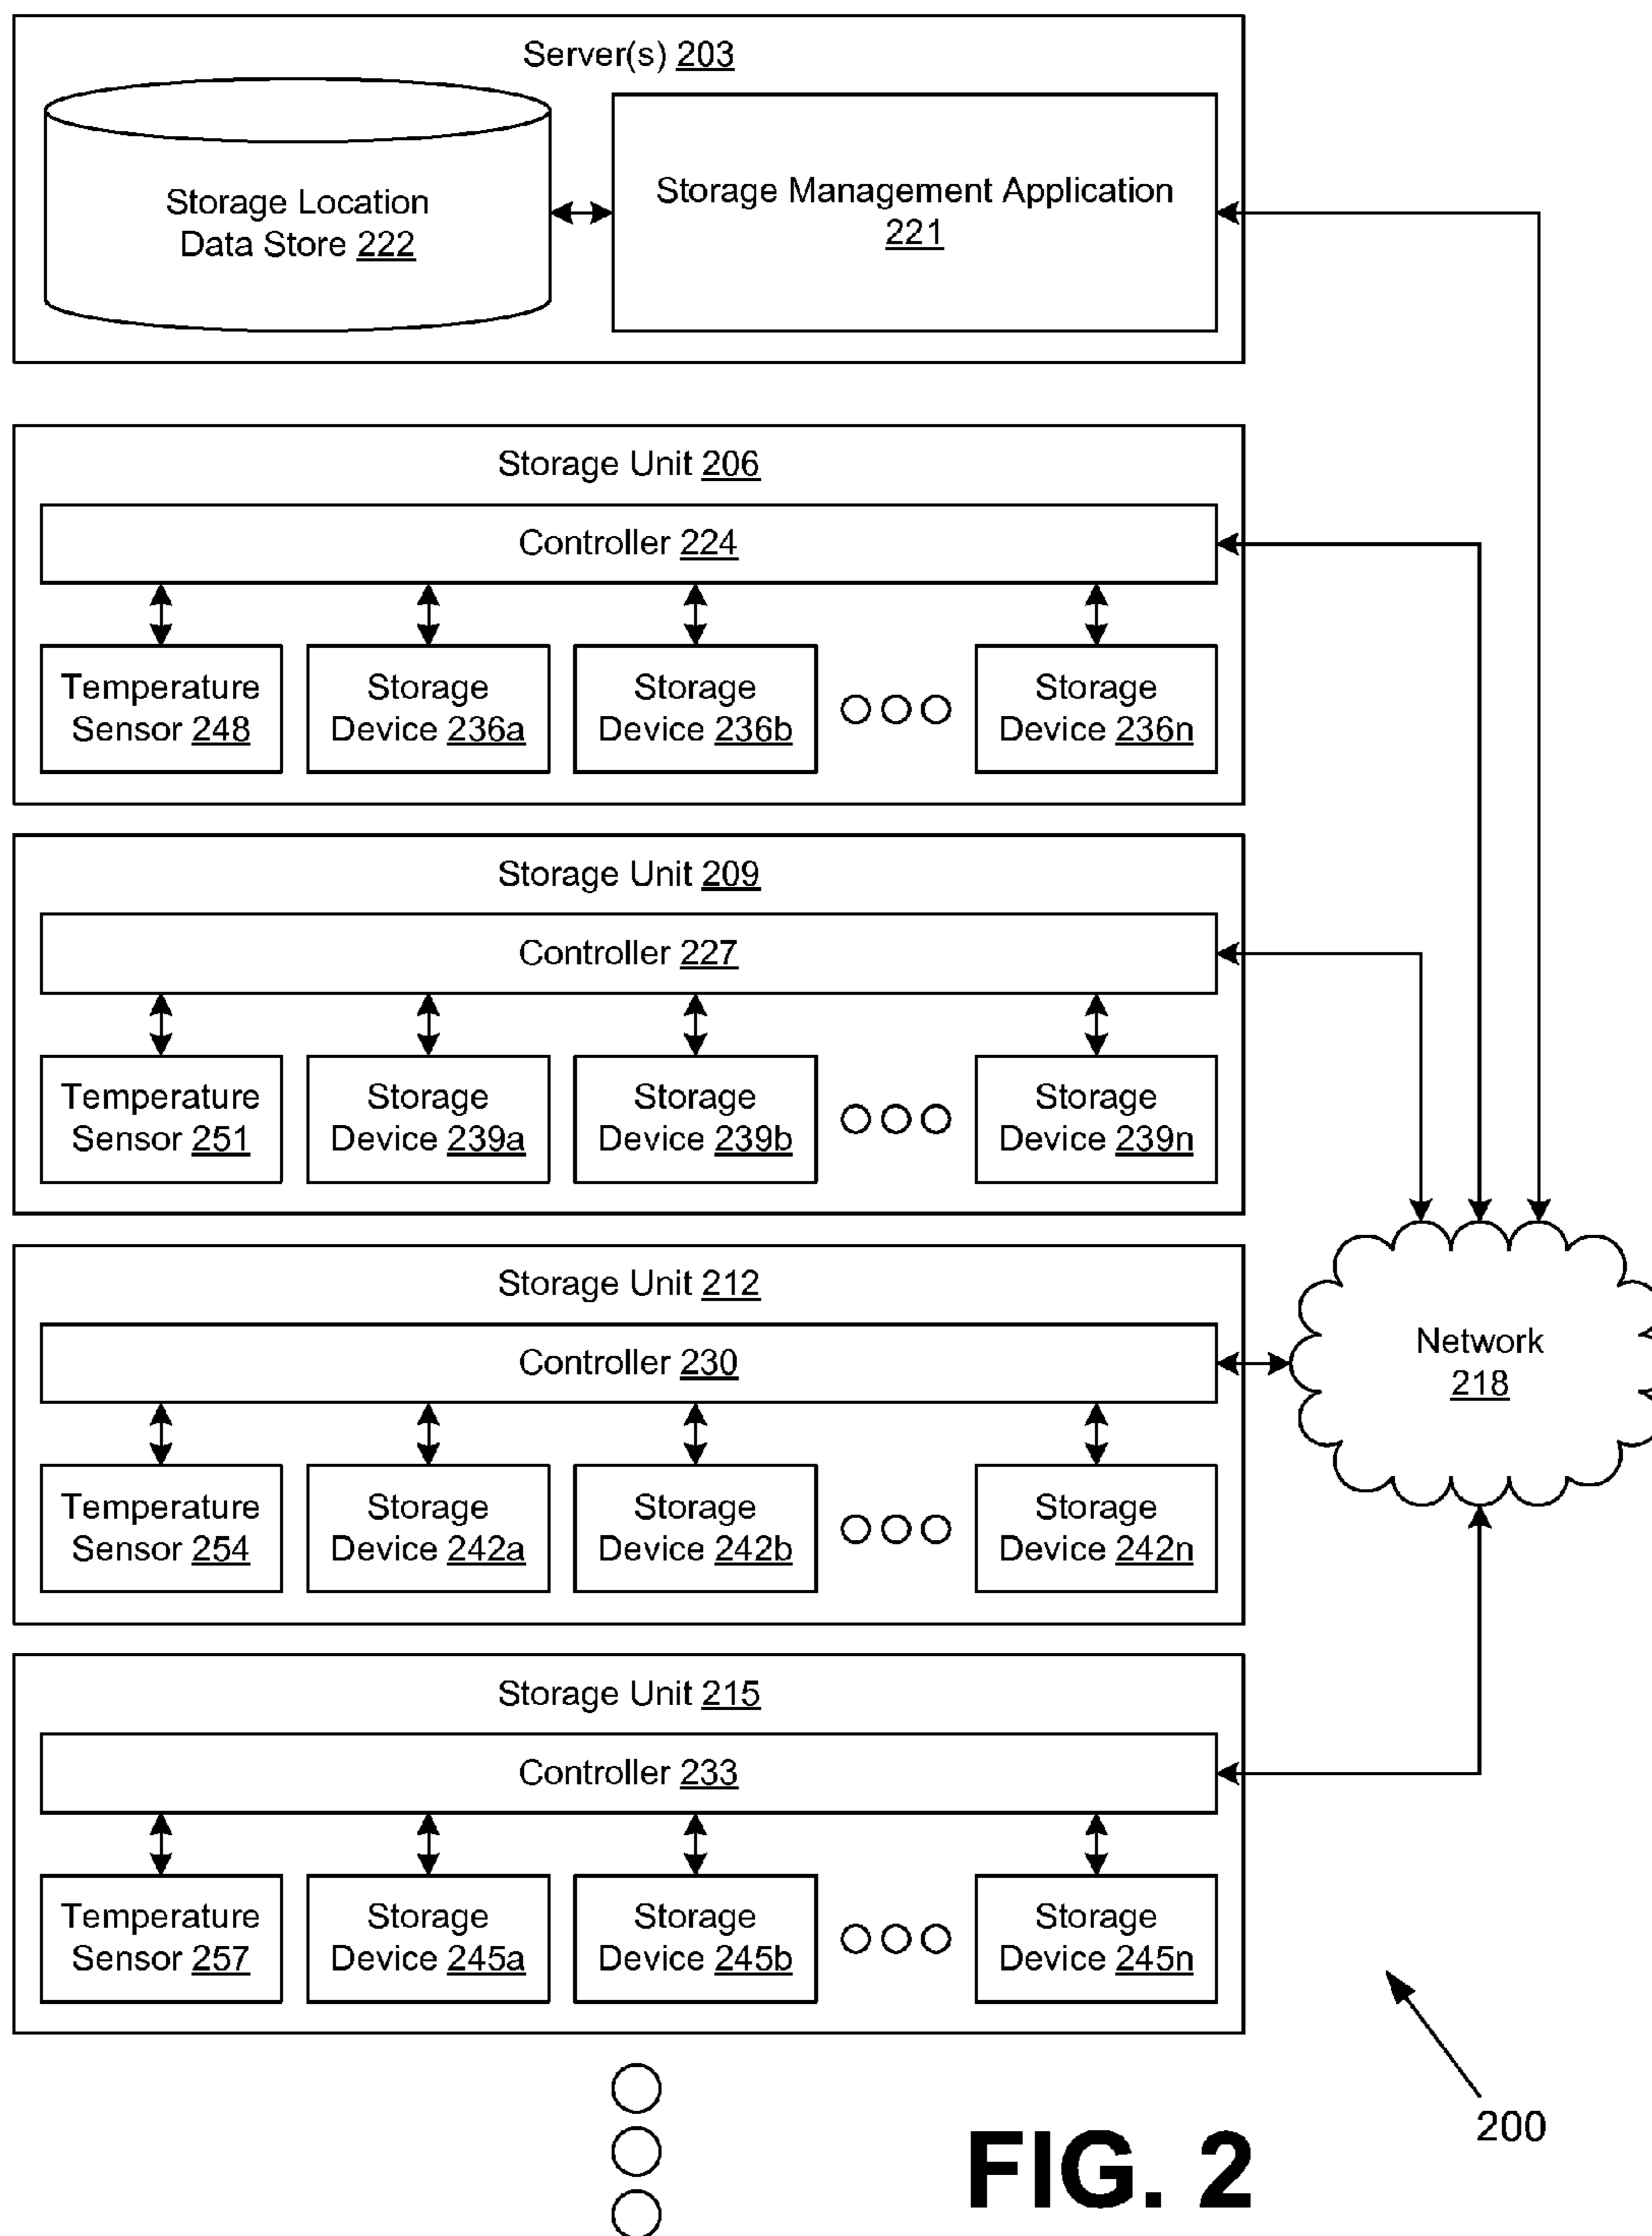 Server(s) 203
Storage Location
Data Store 222
Storage Management Application
221
Storage Unit 206
Controller 224
Temperature
Sensor 248
Storage
Device 236a
Storage
Device 236b
Storage
Device 236n
Storage Unit 209
Controller 227
Temperature
Sensor 251
Storage
Device 239a
Storage
Device 239b
Storage
Device 239n
Storage Unit 212
Controller 230
Temperature
Sensor 254
Storage
Device 242a
Storage
Device 242b
Storage
Device 242n
Network
218
Storage Unit 215
Controller 233
Temperature
Sensor 257
Storage
Device 245a
Storage
Device 245b
Storage
Device 245n
200
FIG. 2